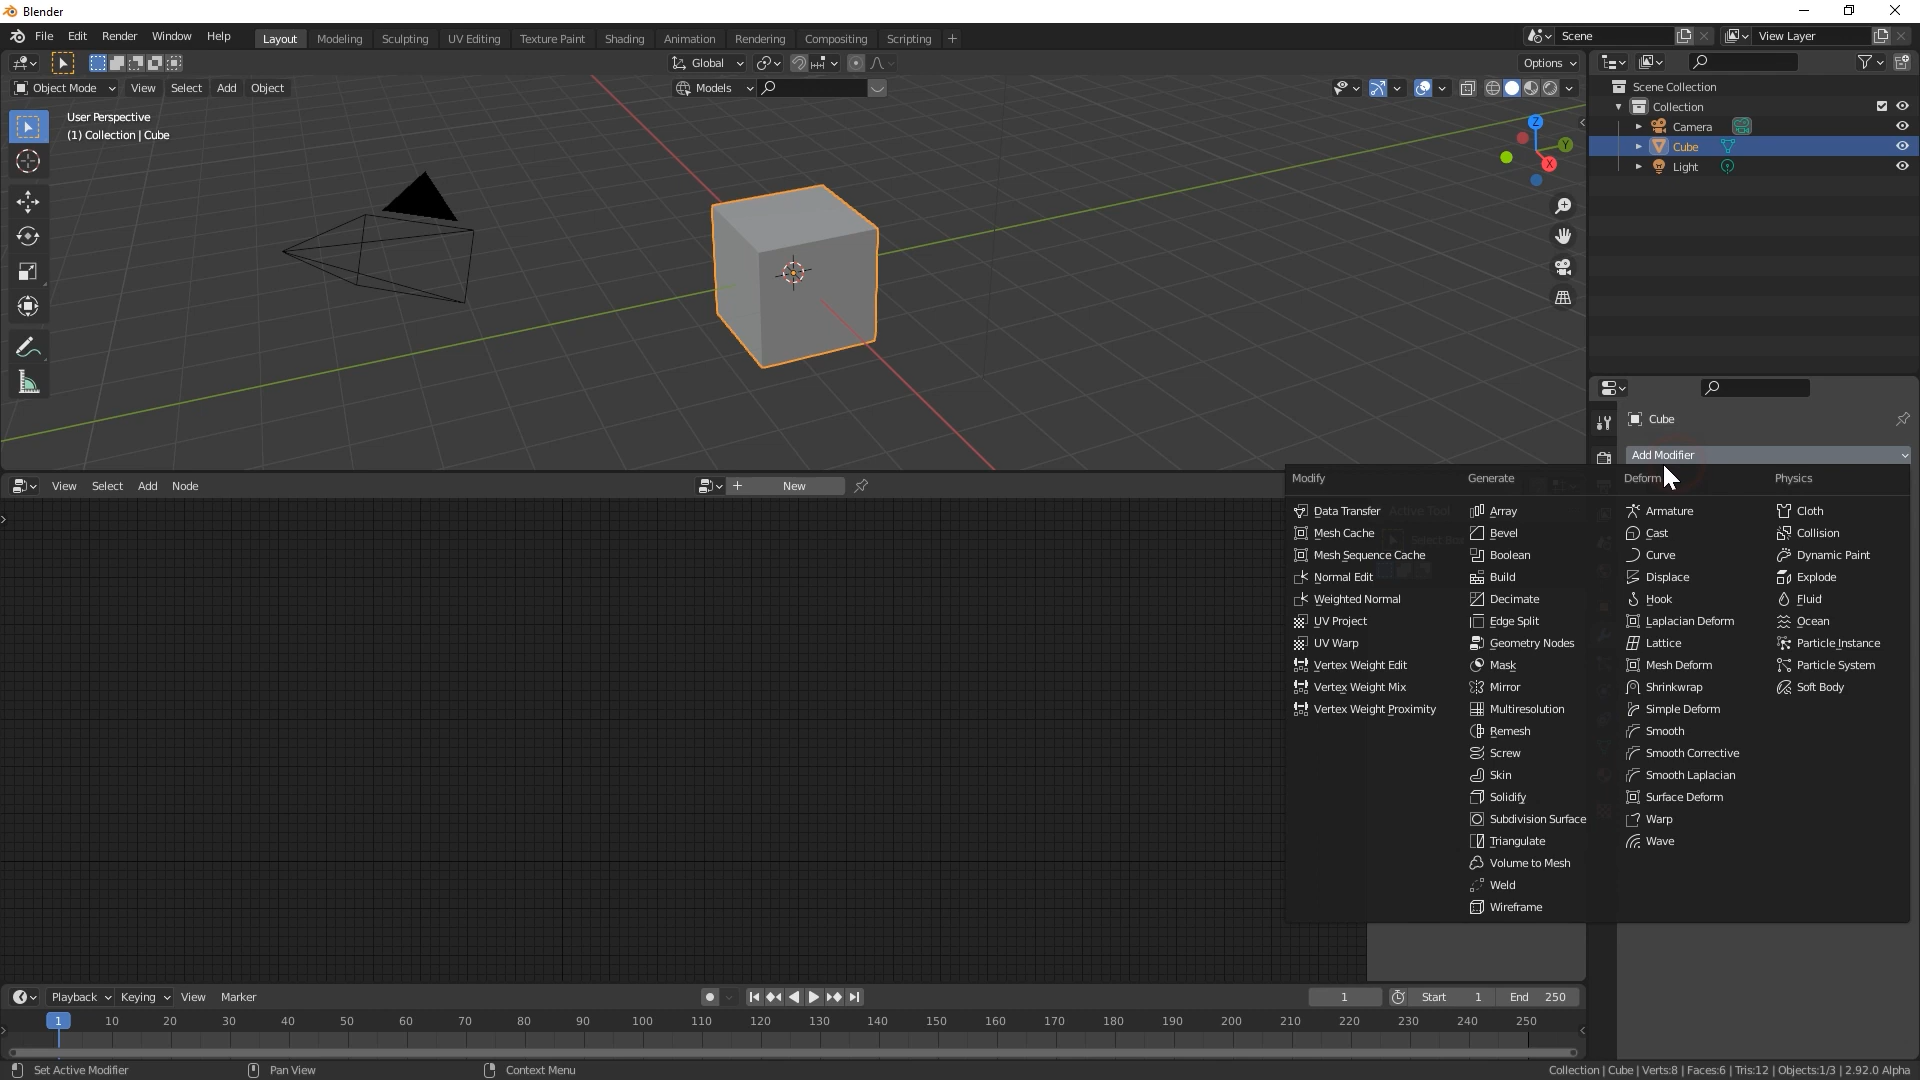 Blender
File Edit Render Window Help Layout Modeling Sculpting UV Editing Texture Paint Shading Animation Rendering Compositing Scripting + Scene View Layer
Global Options
Object Mode View Select Add Object Models
User Perspective
(1) Collection | Cube
Z
Y
X
Scene Collection
Collection
Camera
Cube
Light
Cube
Add Modifier
View Select Add Node + New
Modify Generate Deform Physics
Data Transfer Array Armature Cloth
Mesh Cache Bevel Cast Collision
Mesh Sequence Cache Boolean Curve Dynamic Paint
Normal Edit Build Displace Explode
Weighted Normal Decimate Hook Fluid
UV Project Edge Split Laplacian Deform Ocean
UV Warp Geometry Nodes Lattice Particle Instance
Vertex Weight Edit Mask Mesh Deform Particle System
Vertex Weight Mix Mirror Shrinkwrap Soft Body
Vertex Weight Proximity Multiresolution Simple Deform
Remesh Smooth
Screw Smooth Corrective
Skin Smooth Laplacian
Solidify Surface Deform
Subdivision Surface Warp
Triangulate Wave
Volume to Mesh
Weld
Wireframe
Active Tool
Select Box
Playback Keying View Marker 1 Start 1 End 250
1 10 20 30 40 50 60 70 80 90 100 110 120 130 140 150 160 170 180 190 200 210 220 230 240 250
Set Active Modifier Pan View Context Menu Collection | Cube | Verts:8 | Faces:6 | Tris:12 | Objects:1/3 | 2.92.0 Alpha